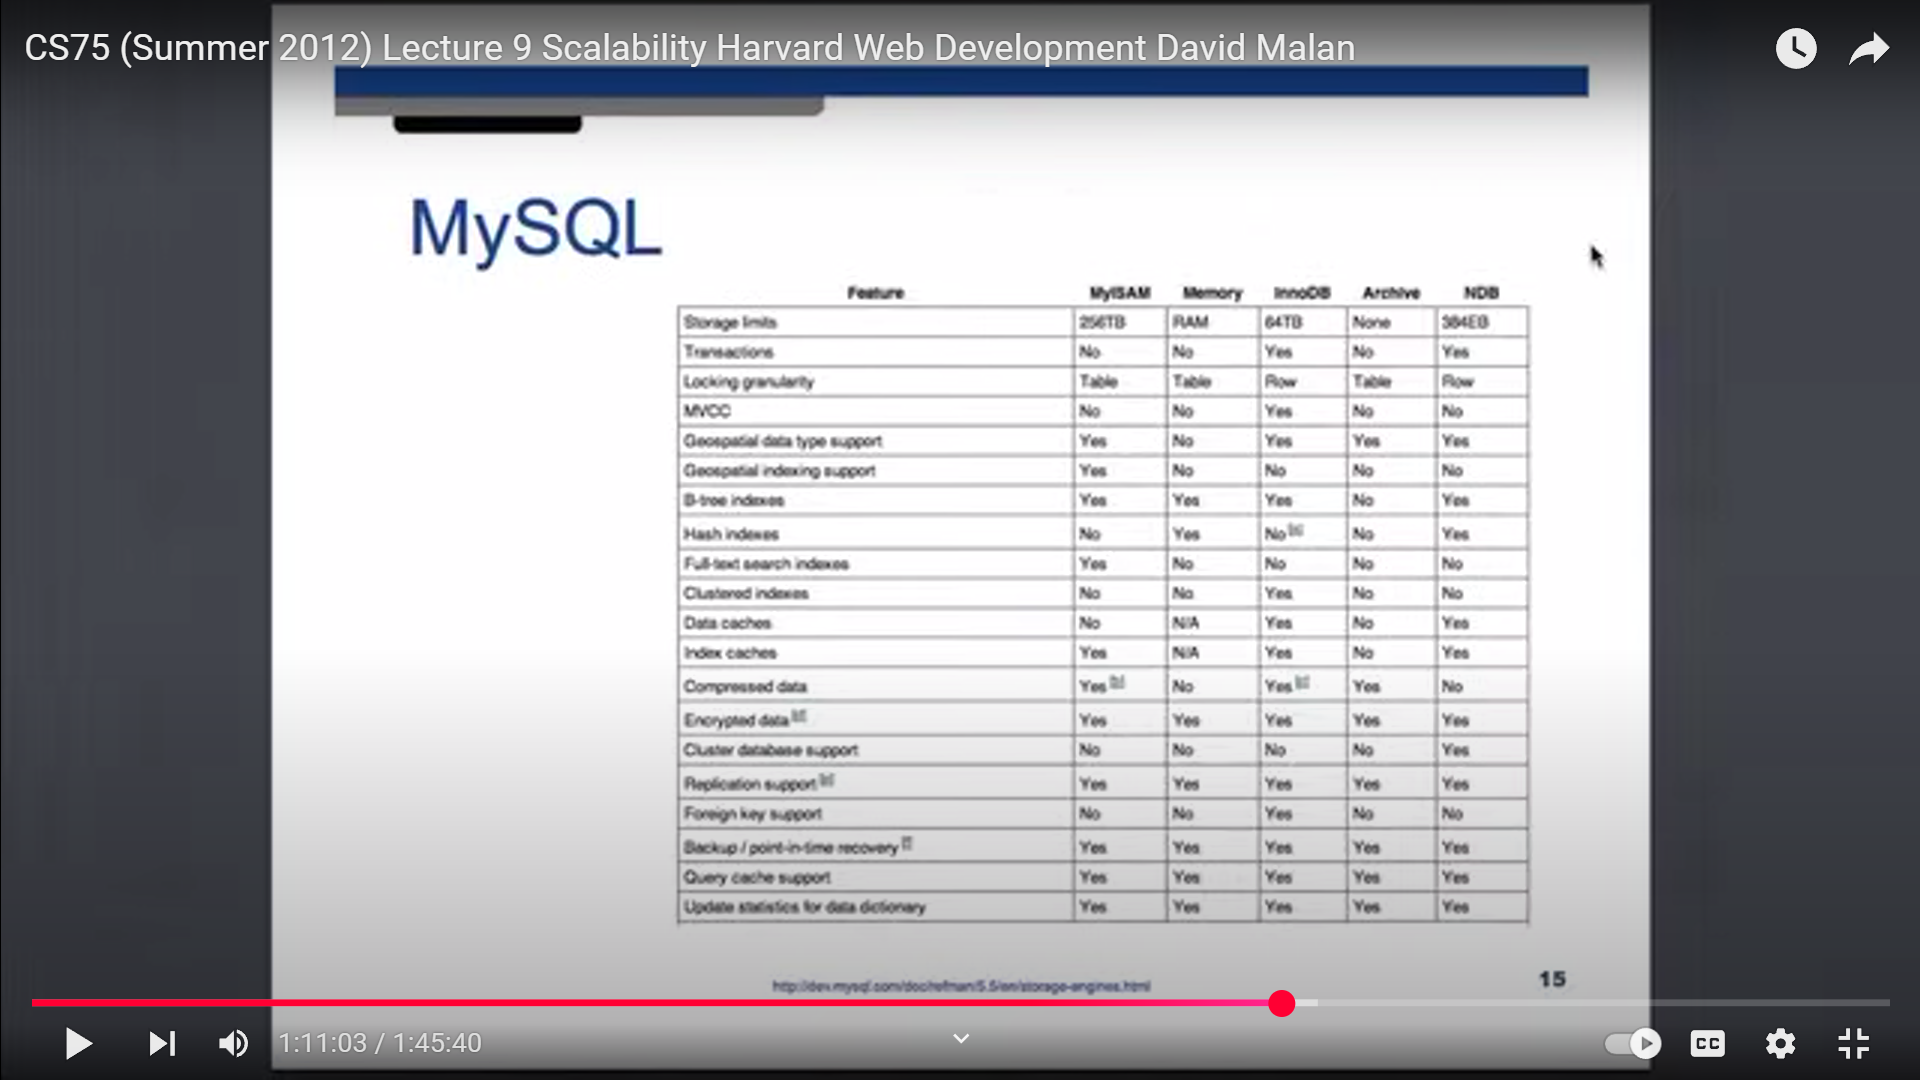 CS75 (Summer 2012) Lecture 9 Scalability Harvard Web Development David Malan
MySQL
Feature MyISAM Memory InnoDB Archive NDB
Storage limits 256TB RAM 64TB None 384EB
Transactions No No Yes No Yes
Locking granularity Table Table Row Table Row
MVCC No No Yes No No
Geospatial data type support Yes No Yes Yes Yes
Geospatial indexing support Yes No No No No
B-tree indexes Yes Yes Yes No Yes
Hash indexes No Yes No No Yes
Full-text search indexes Yes No No No No
Clustered indexes No No Yes No No
Data caches No N/A Yes No Yes
Index caches Yes N/A Yes No Yes
Compressed data Yes No Yes Yes No
Encrypted data Yes Yes Yes Yes Yes
Cluster database support No No No No Yes
Replication support Yes Yes Yes Yes Yes
Foreign key support No No Yes No No
Backup / point-in-time recovery Yes Yes Yes Yes Yes
Query cache support Yes Yes Yes Yes Yes
Update statistics for data dictionary Yes Yes Yes Yes Yes
http://dev.mysql.com/doc/refman/5.5/en/storage-engines.html
15
1:11:03 / 1:45:40
CC